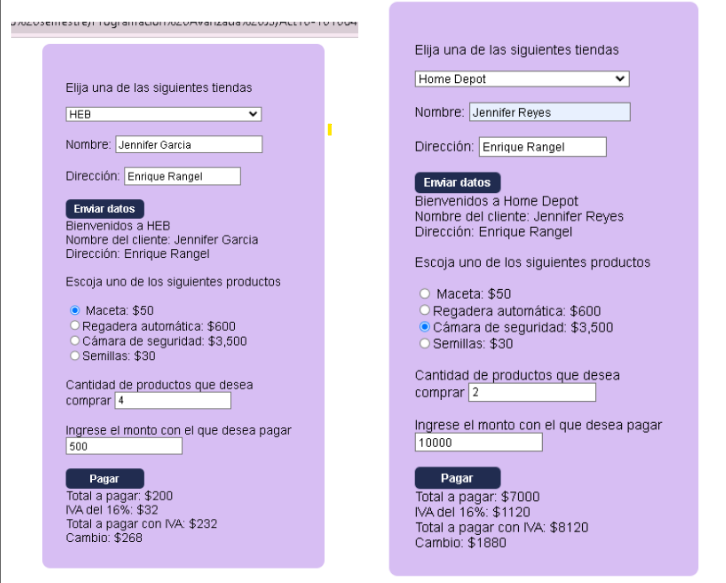 Elija una de las siguientes tiendas
HEB
Nombre: Jennifer Garcia
Dirección: Enrique Rangel
Enviar datos
Bienvenidos a HEB
Nombre del cliente: Jennifer Garcia
Dirección: Enrique Rangel
Escoja uno de los siguientes productos
Maceta: $50
Regadera automática: $600
Cámara de seguridad: $3,500
Semillas: $30
Cantidad de productos que desea
comprar 4
Ingrese el monto con el que desea pagar
500
Pagar
Total a pagar: $200
IVA del 16%: $32
Total a pagar con IVA: $232
Cambio: $268
Elija una de las siguientes tiendas
Home Depot
Nombre: Jennifer Reyes
Dirección: Enrique Rangel
Enviar datos
Bienvenidos a Home Depot
Nombre del cliente: Jennifer Reyes
Dirección: Enrique Rangel
Escoja uno de los siguientes productos
Maceta: $50
Regadera automática: $600
Cámara de seguridad: $3,500
Semillas: $30
Cantidad de productos que desea
comprar 2
Ingrese el monto con el que desea pagar
10000
Pagar
Total a pagar: $7000
IVA del 16%: $1120
Total a pagar con IVA: $8120
Cambio: $1880